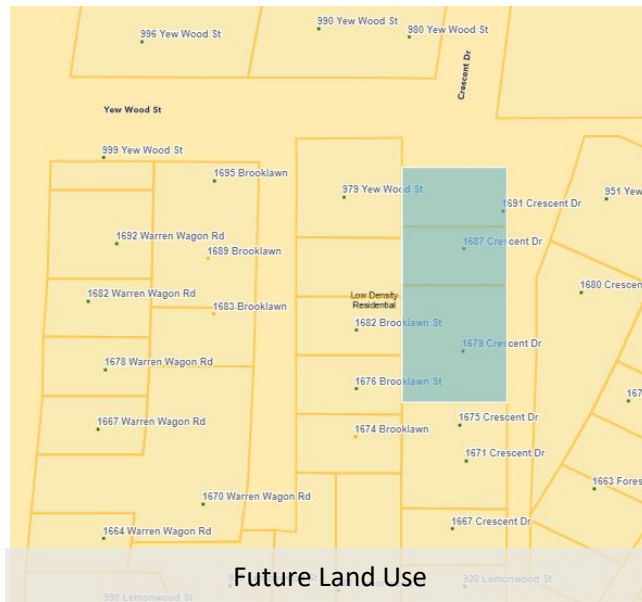 996 Yew Wood St
990 Yew Wood St
980 Yew Wood St
Crescent Dr
Yew Wood St
999 Yew Wood St
1695 Brooklawn
979 Yew Wood St
1691 Crescent Dr
951 Yew
1692 Warren Wagon Rd
1689 Brooklawn
1687 Crescent Dr
1682 Warren Wagon Rd
1683 Brooklawn
Low Density
Residential
1682 Brooklawn St
1680 Crescent
1679 Crescent Dr
1678 Warren Wagon Rd
1676 Brooklawn St
167
1667 Warren Wagon Rd
1674 Brooklawn
1675 Crescent Dr
1671 Crescent Dr
1670 Warren Wagon Rd
1663 Fores
1664 Warren Wagon Rd
1667 Crescent Dr
Future Land Use
990 Lemonwood St
920 Lemonwood St